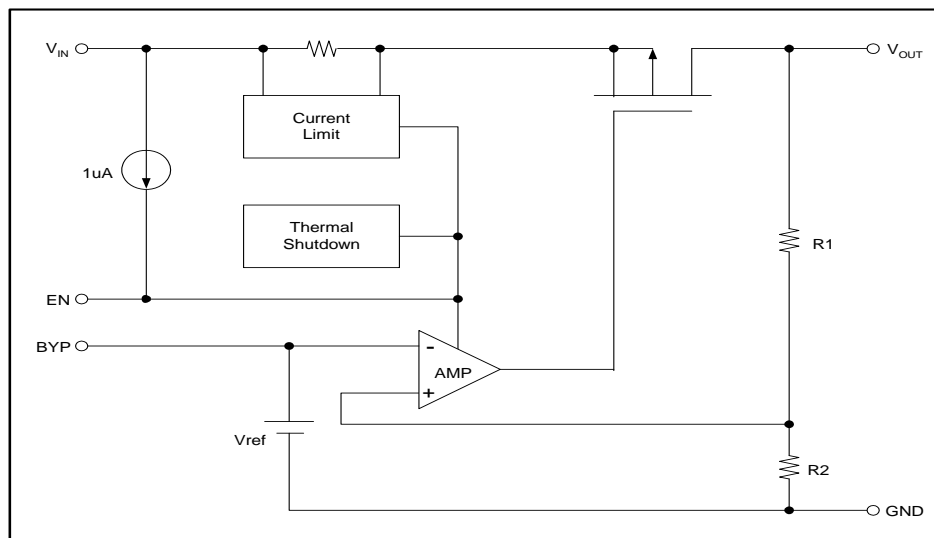 VIN
VOUT
Current
Limit
1uA
Thermal
Shutdown
R1
EN
BYP
-
AMP
+
Vref
R2
GND